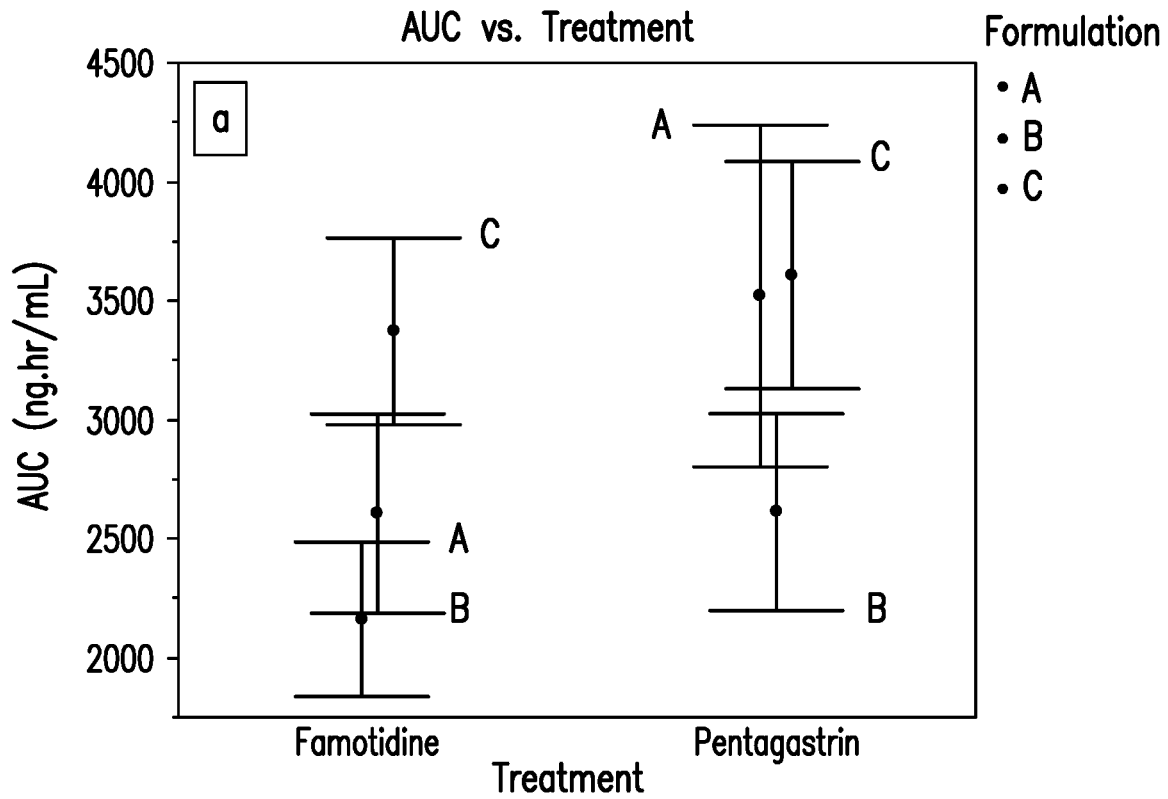 AUC vs. Treatment
Formulation
A
B
C
a
AUC (ng.hr/mL)
4500
4000
3500
3000
2500
2000
C
A
B
A
C
B
Famotidine
Pentagastrin
Treatment